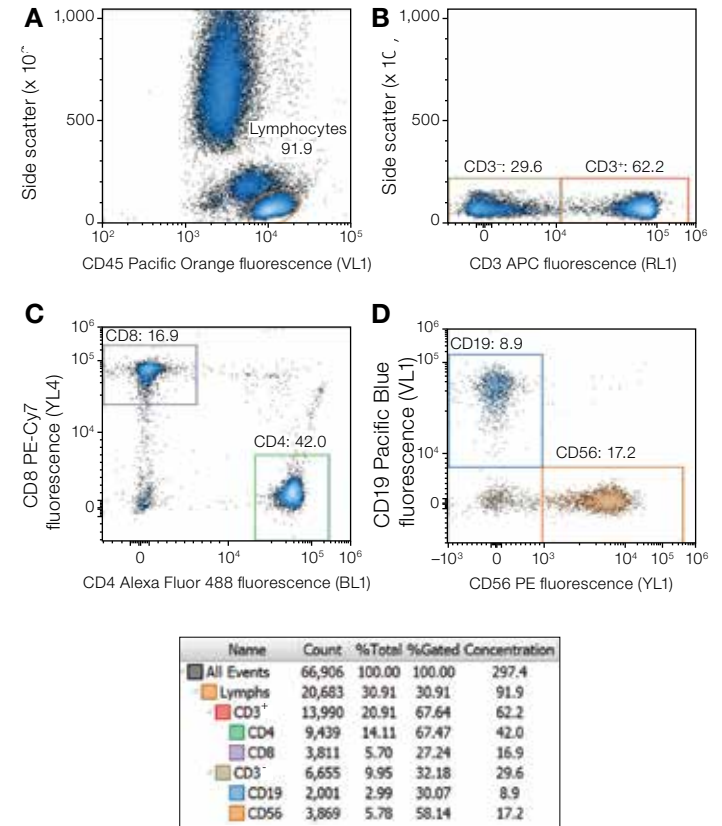 A
1,000
500
0
Side scatter (x 10
Lymphocytes
91.9
10² 10³ 10⁴ 10⁵
CD45 Pacific Orange fluorescence (VL1)
B
1,000
500
0
Side scatter (x
CD3⁻: 29.6 CD3⁺: 62.2
0 10⁴ 10⁵ 10⁶
CD3 APC fluorescence (RL1)
C
10⁶
10⁵
10⁴
0
CD8 PE-Cy7
fluorescence (YL4)
CD8: 16.9
CD4: 42.0
0 10⁴ 10⁵ 10⁶
CD4 Alexa Fluor 488 fluorescence (BL1)
D
10⁶
10⁵
10⁴
0
CD19 Pacific Blue
fluorescence (VL1)
CD19: 8.9
CD56: 17.2
−10³ 0 10³ 10⁴ 10⁵ 10⁶
CD56 PE fluorescence (YL1)
Name Count %Total %Gated Concentration
All Events 66,906 100.00 100.00 297.4
Lymphs 20,683 30.91 30.91 91.9
CD3⁺ 13,990 20.91 67.64 62.2
CD4 9,439 14.11 67.47 42.0
CD8 3,811 5.70 27.24 16.9
CD3⁻ 6,655 9.95 32.18 29.6
CD19 2,001 2.99 30.07 8.9
CD56 3,869 5.78 58.14 17.2